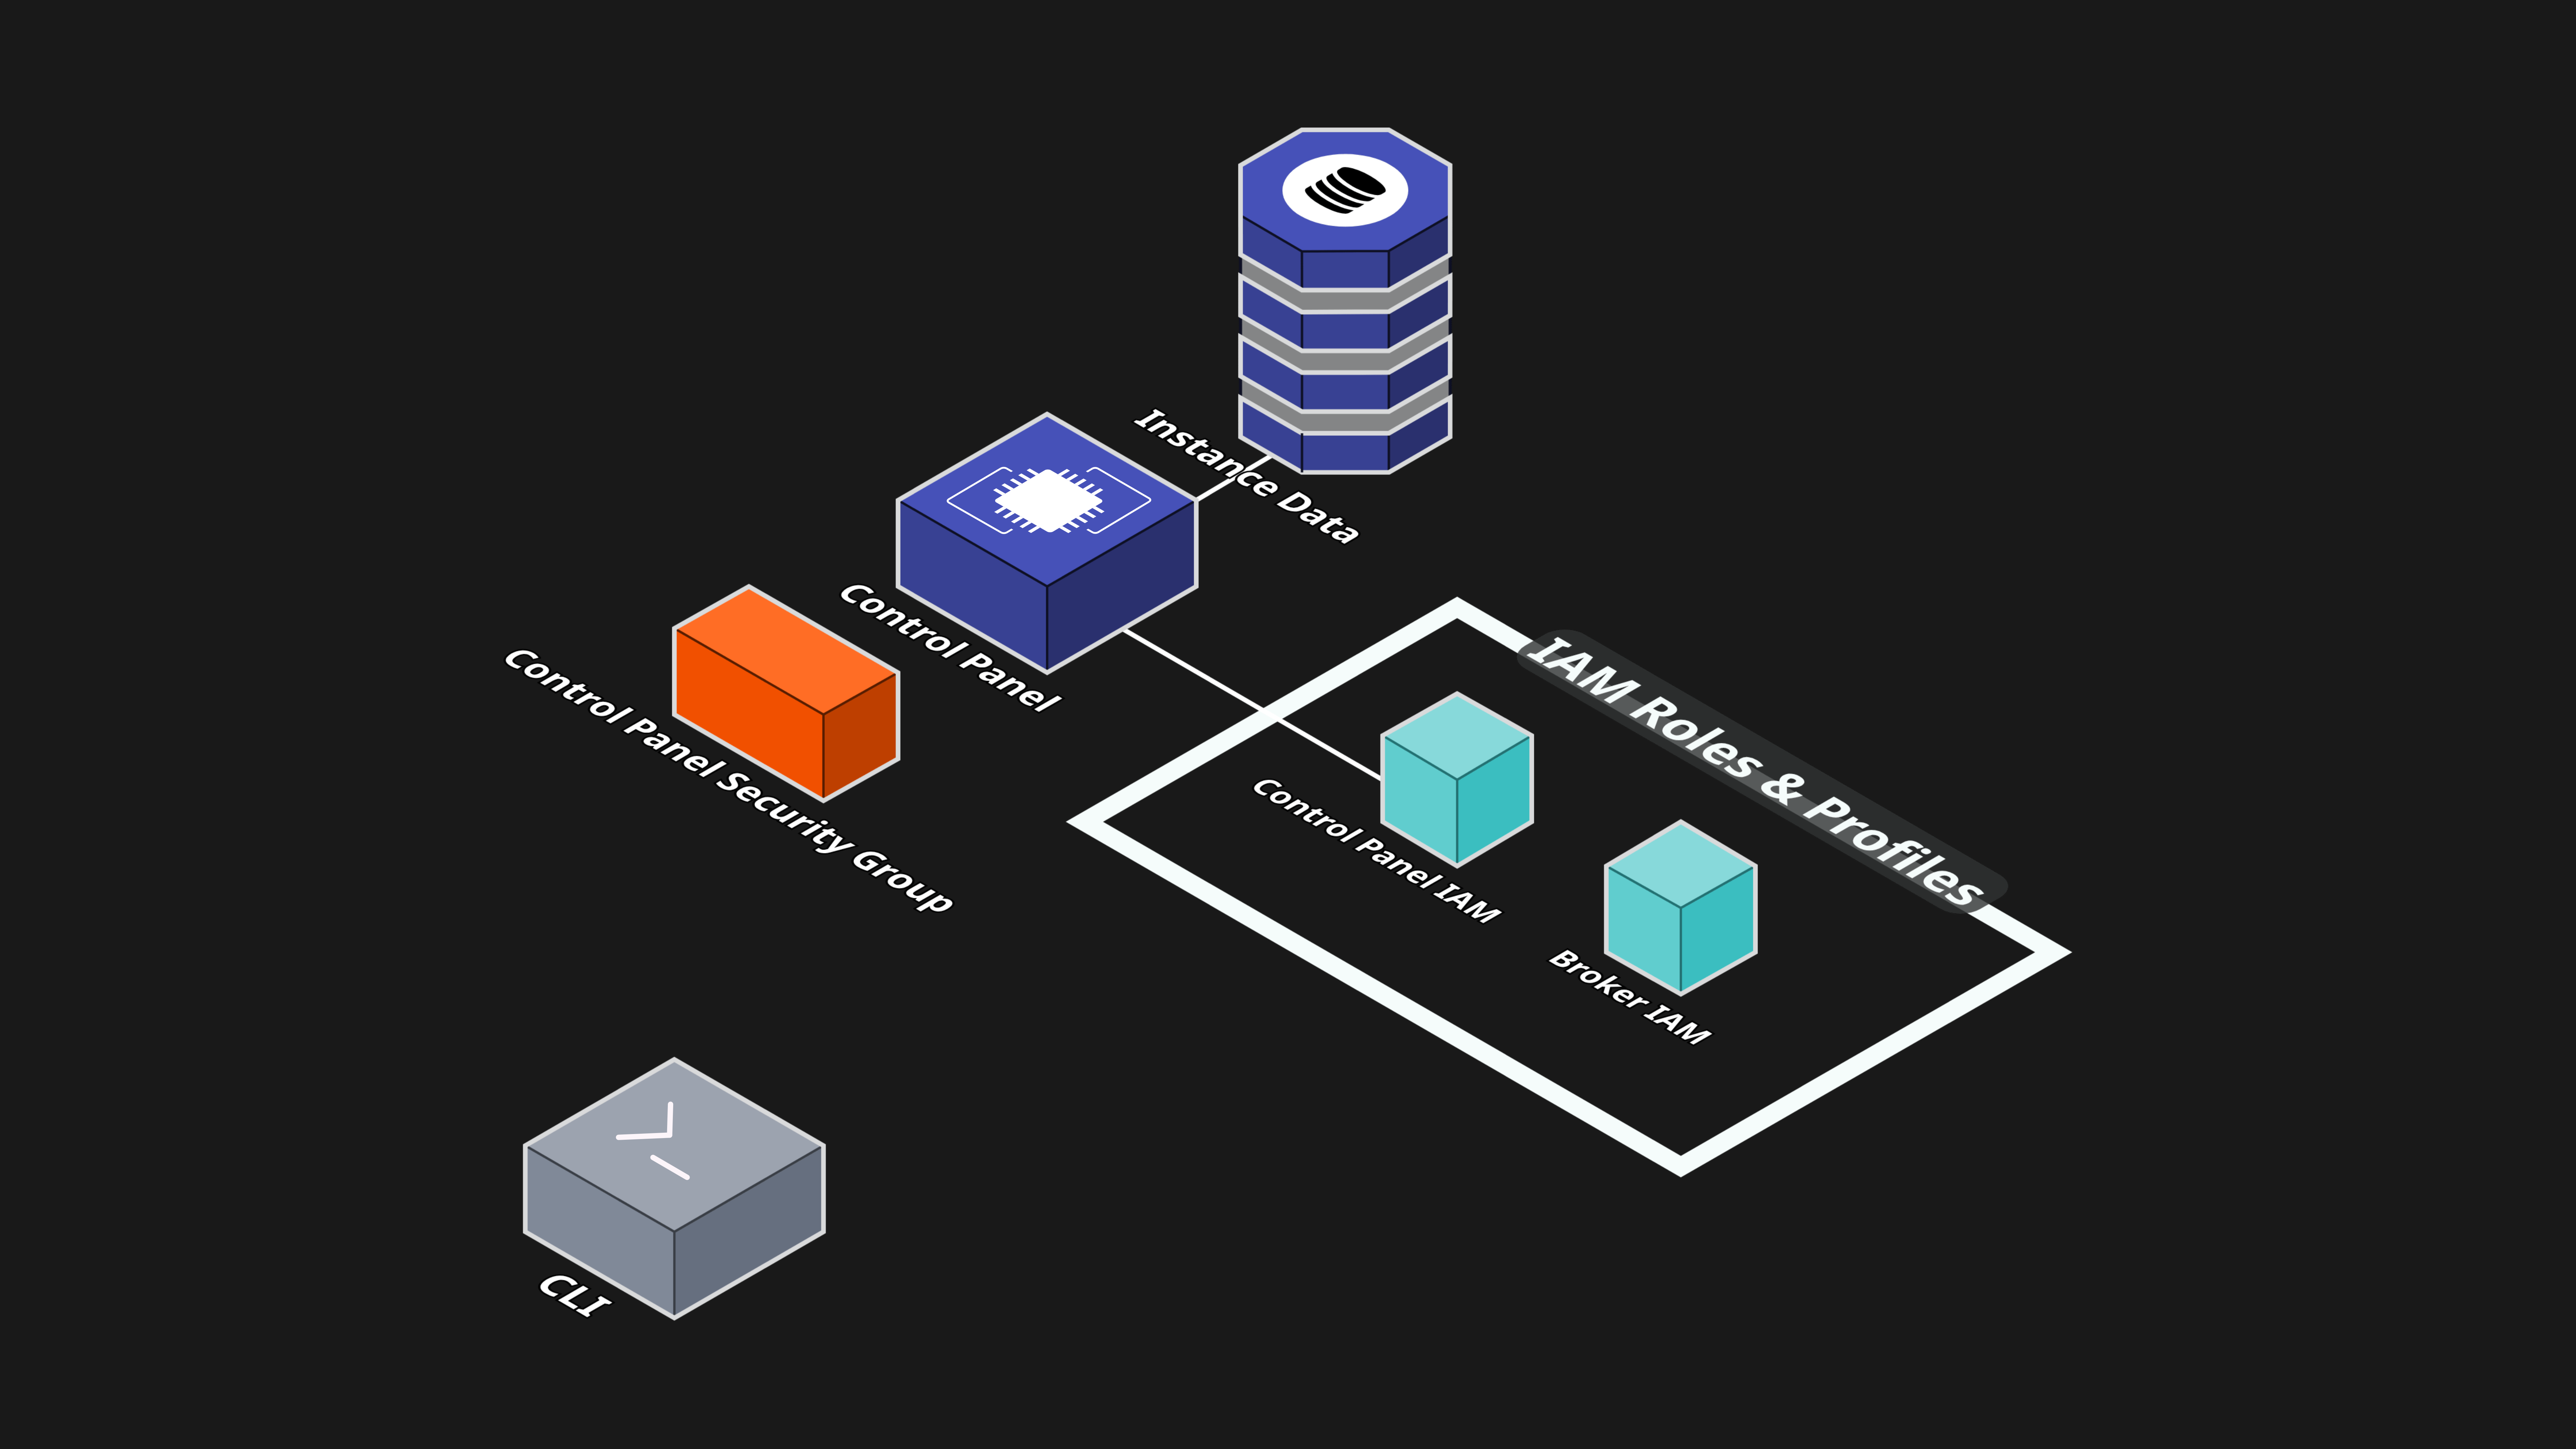 Instance Data
Control Panel
Control Panel Security Group
IAM Roles & Profiles
Control Panel IAM
Broker IAM
CLI